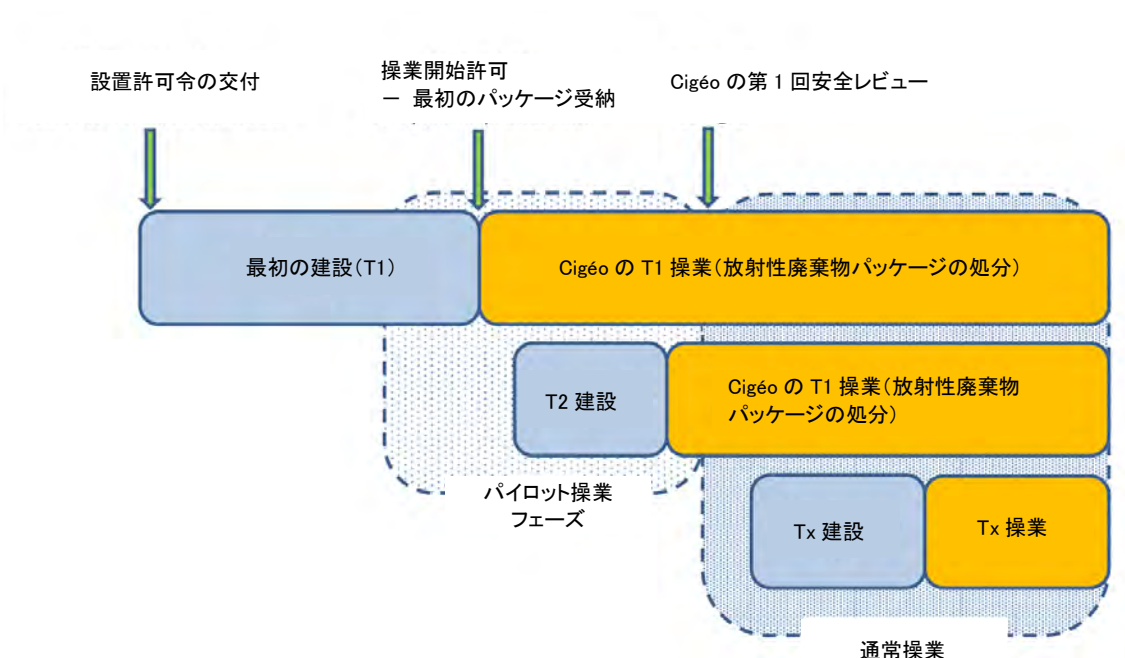 設置許可令の交付
操業開始許可
－ 最初のパッケージ受納
Cigéo の第 1 回安全レビュー
最初の建設（T1）
Cigéo の T1 操業（放射性廃棄物パッケージの処分）
T2 建設
Cigéo の T1 操業（放射性廃棄物
パッケージの処分）
パイロット操業
フェーズ
Tx 建設
Tx 操業
通常操業